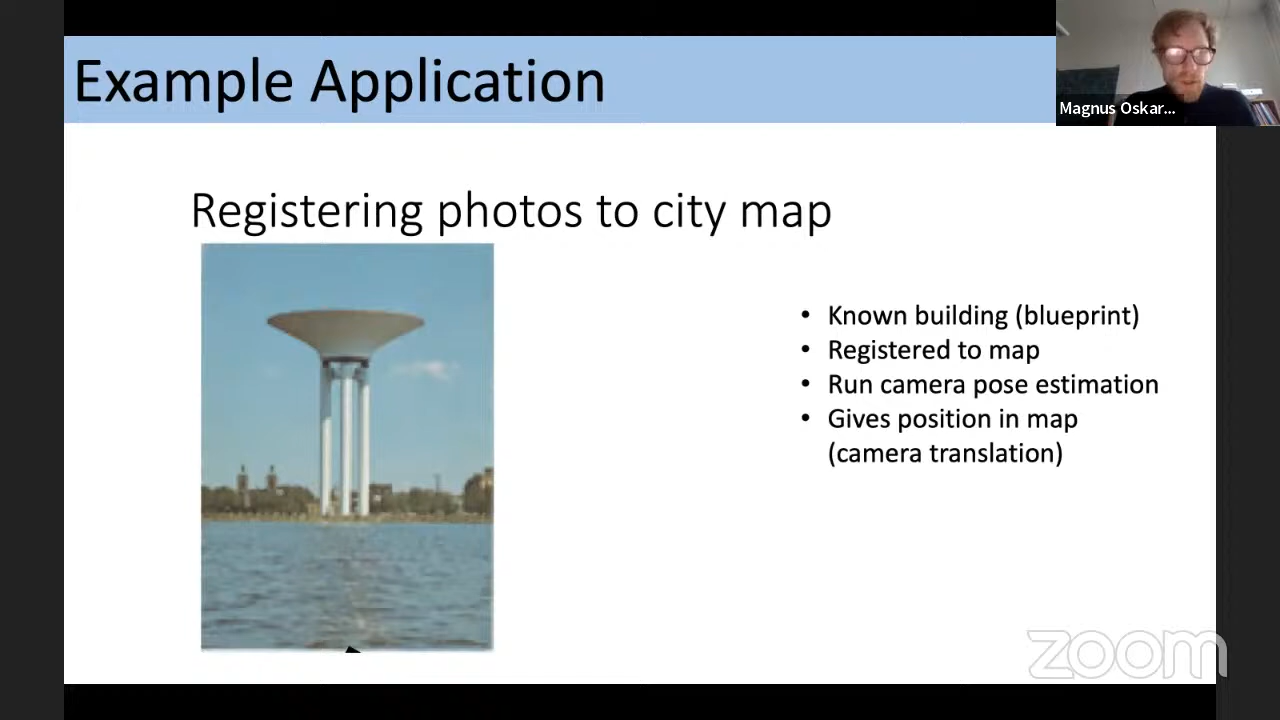 Example Application
Magnus Oskar...
Registering photos to city map
• Known building (blueprint)
• Registered to map
• Run camera pose estimation
• Gives position in map
(camera translation)
zoom